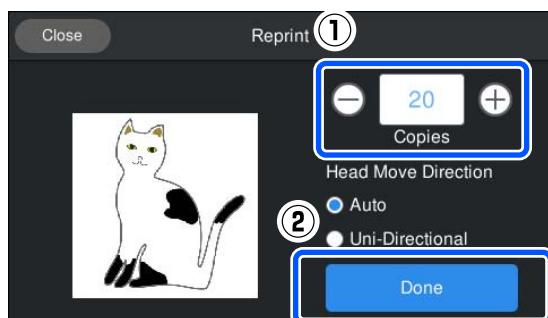 Close
Reprint
①
20
Copies
Head Move Direction
Auto
②
Uni-Directional
Done